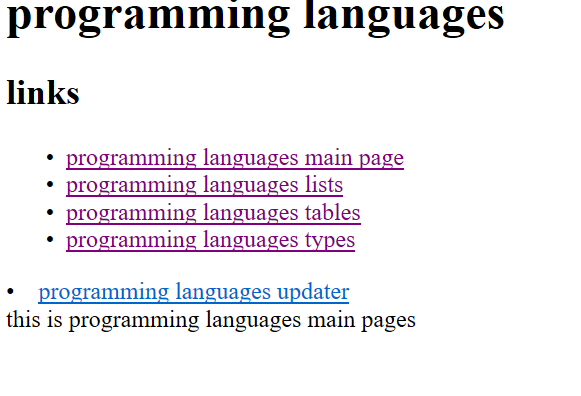 programming languages
links
• programming languages main page
• programming languages lists
• programming languages tables
• programming languages types
• programming languages updater
this is programming languages main pages